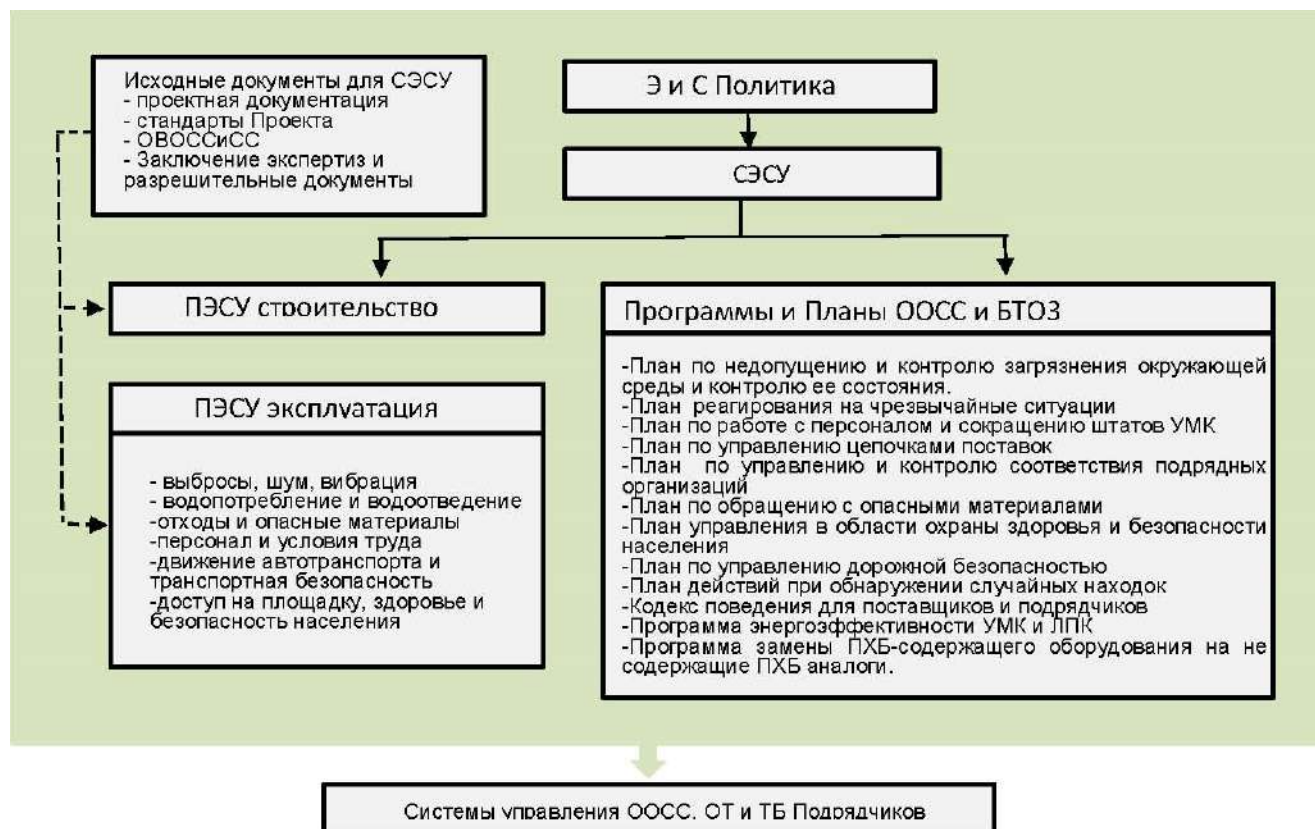 Исходные документы для СЭСУ
- проектная документация
- стандарты Проекта
- ОВОССиСС
- Заключение экспертиз и
разрешительные документы
Э и С Политика
СЭСУ
ПЭСУ строительство
ПЭСУ эксплуатация
- выбросы, шум, вибрация
- водопотребление и водоотведение
-отходы и опасные материалы
-персонал и условия труда
-движение автотранспорта и
транспортная безопасность
-доступ на площадку, здоровье и
безопасность населения
Программы и Планы ООСС и БТОЗ
-План по недопущению и контролю загрязнения окружающей
среды и контролю ее состояния.
-План реагирования на чрезвычайные ситуации
-План по работе с персоналом и сокращению штатов УМК
-План по управлению цепочками поставок
-План по управлению и контролю соответствия подрядных
организаций
-План по обращению с опасными материалами
-План управления в области охраны здоровья и безопасности
населения
-План по управлению дорожной безопасностью
-План действий при обнаружении случайных находок
-Кодекс поведения для поставщиков и подрядчиков
-Программа энергоэффективности УМК и ЛПК
-Программа замены ПХБ-содержащего оборудования на не
содержащие ПХБ аналоги.
Системы управления ООСС, ОТ и ТБ Подрядчиков